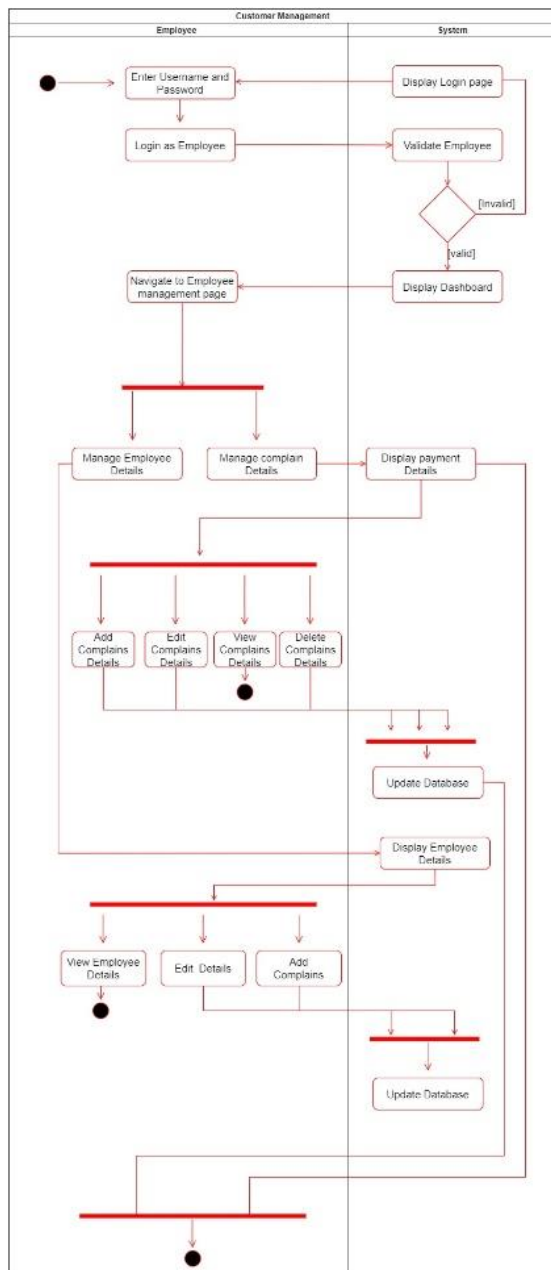 Customer Management
Employee
System
Enter Username and
Password
Display Login page
Login as Employee
Validate Employee
[Invalid]
[valid]
Navigate to Employee
management page
Display Dashboard
Manage Employee
Details
Manage complain
Details
Display payment
Details
Add
Complains
Details
Edit
Complains
Details
View
Complains
Details
Delete
Complains
Details
Update Database
Display Employee
Details
View Employee
Details
Edit Details
Add
Complains
Update Database